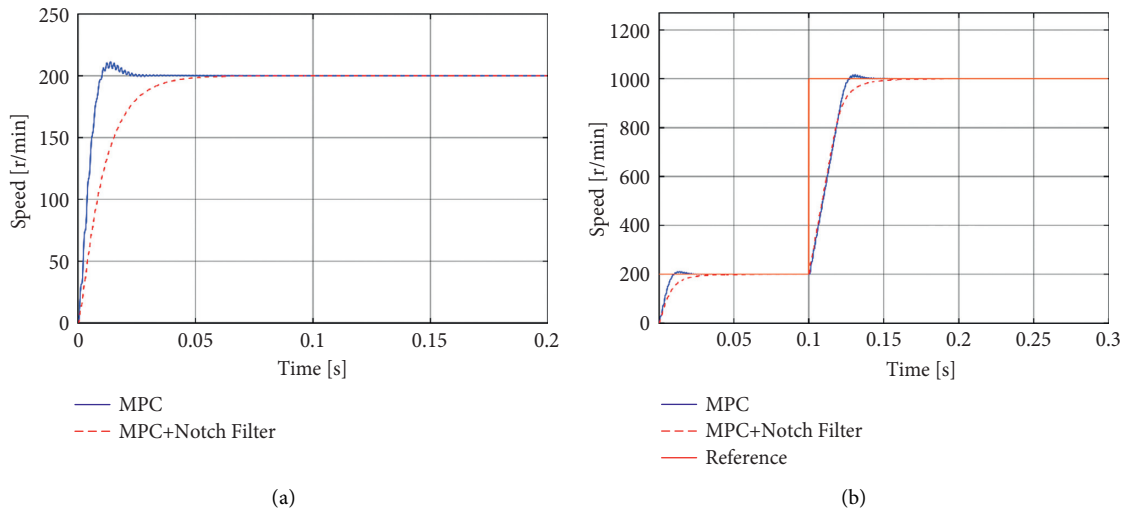 250
200
150
100
50
0
Speed [r/min]
0
0.05
0.1
0.15
0.2
Time [s]
MPC
MPC+Notch Filter
(a)
1200
1000
800
600
400
200
0
Speed [r/min]
0.05
0.1
0.15
0.2
0.25
0.3
Time [s]
MPC
MPC+Notch Filter
Reference
(b)